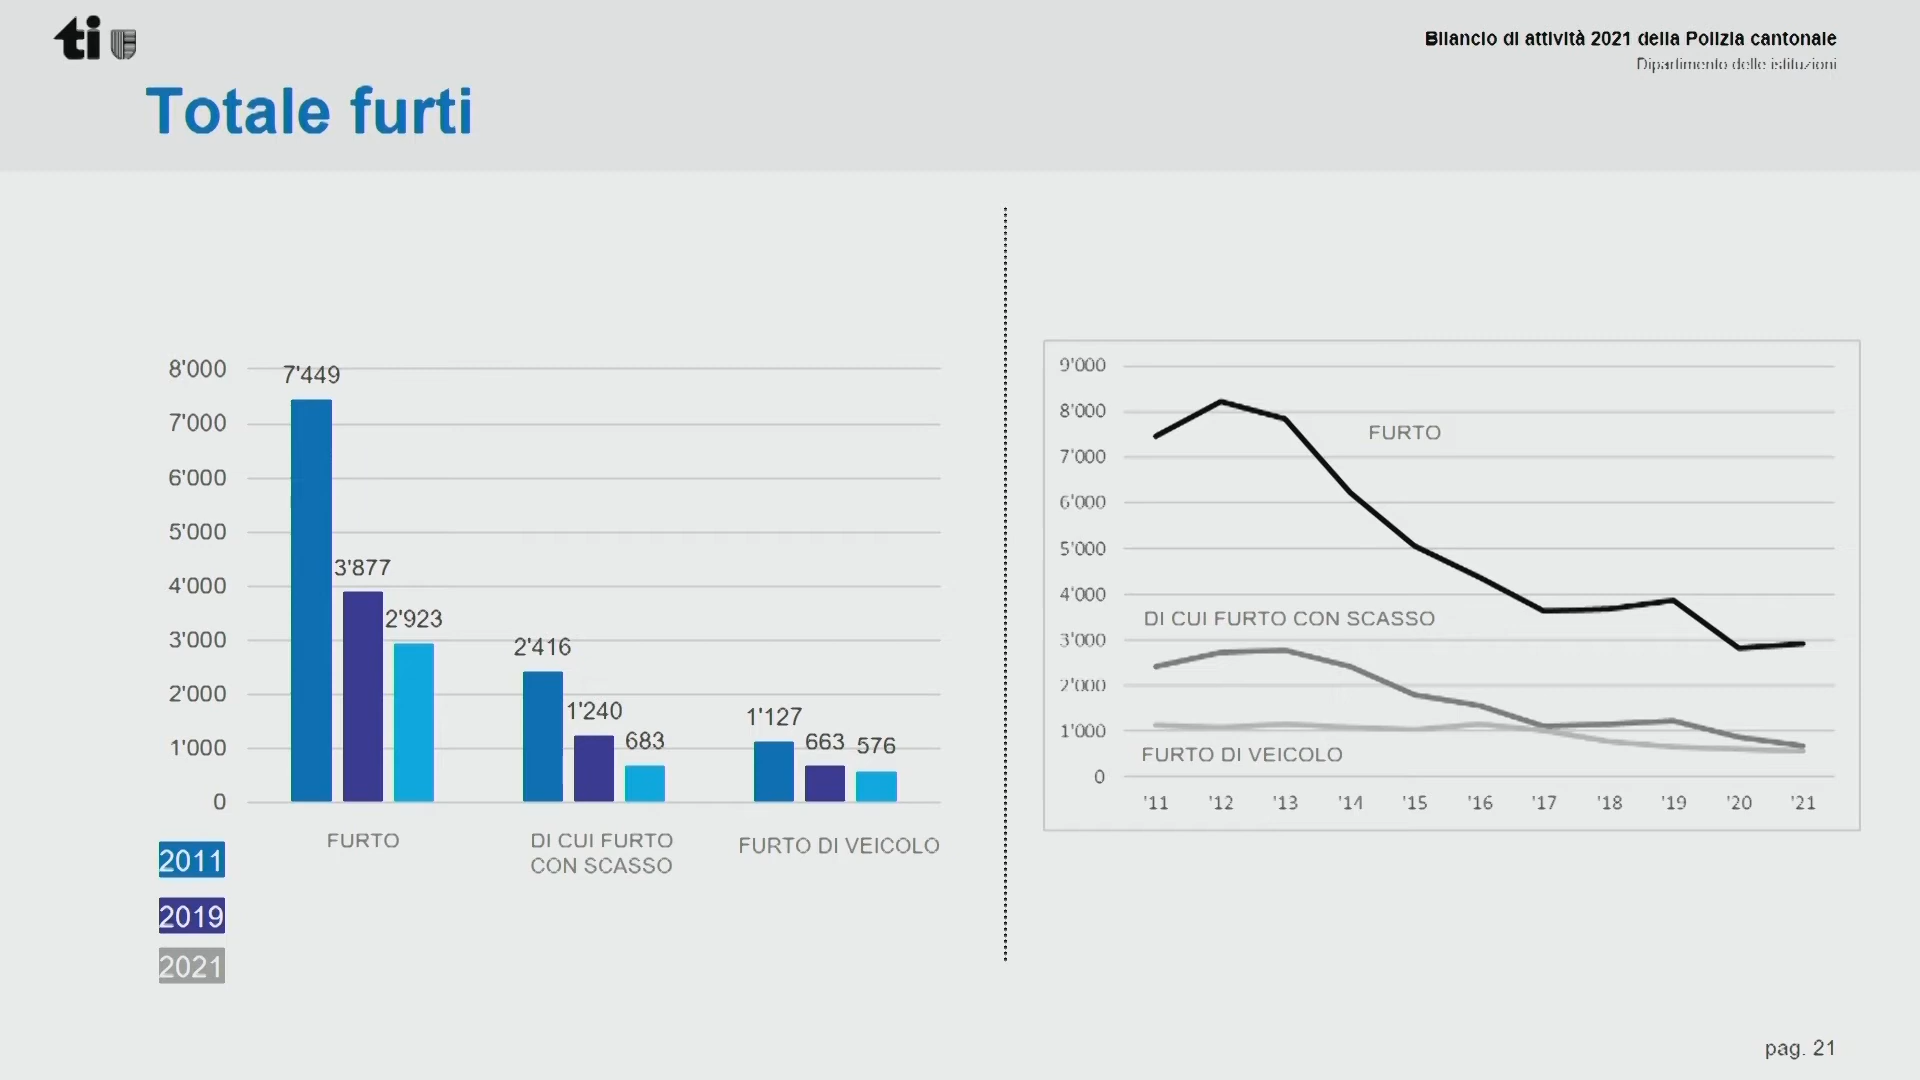 ti
Bilancio di attività 2021 della Polizia cantonale
Dipartimento delle istituzioni
Totale furti
8'000
7'000
6'000
5'000
4'000
3'000
2'000
1'000
0
7'449
3'877
2'923
2'416
1'240
683
1'127
663
576
FURTO
DI CUI FURTO
CON SCASSO
FURTO DI VEICOLO
2011
2019
2021
9'000
8'000
7'000
6'000
5'000
4'000
3'000
2'000
1'000
0
FURTO
DI CUI FURTO CON SCASSO
FURTO DI VEICOLO
'11 '12 '13 '14 '15 '16 '17 '18 '19 '20 '21
pag. 21